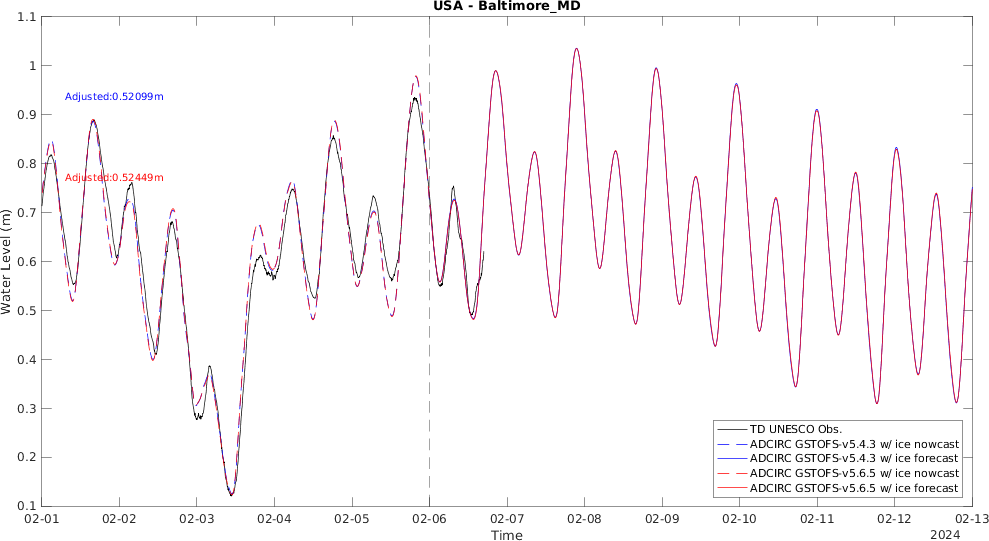 USA - Baltimore_MD
1.1
1
0.9
0.8
0.7
0.6
0.5
0.4
0.3
0.2
0.1
Water Level (m)
Adjusted:0.52099m
Adjusted:0.52449m
TD UNESCO Obs.
ADCIRC GSTOFS-v5.4.3 w/ ice nowcast
ADCIRC GSTOFS-v5.4.3 w/ ice forecast
ADCIRC GSTOFS-v5.6.5 w/ ice nowcast
ADCIRC GSTOFS-v5.6.5 w/ ice forecast
02-01 02-02 02-03 02-04 02-05 02-06 02-07 02-08 02-09 02-10 02-11 02-12 02-13
Time
2024